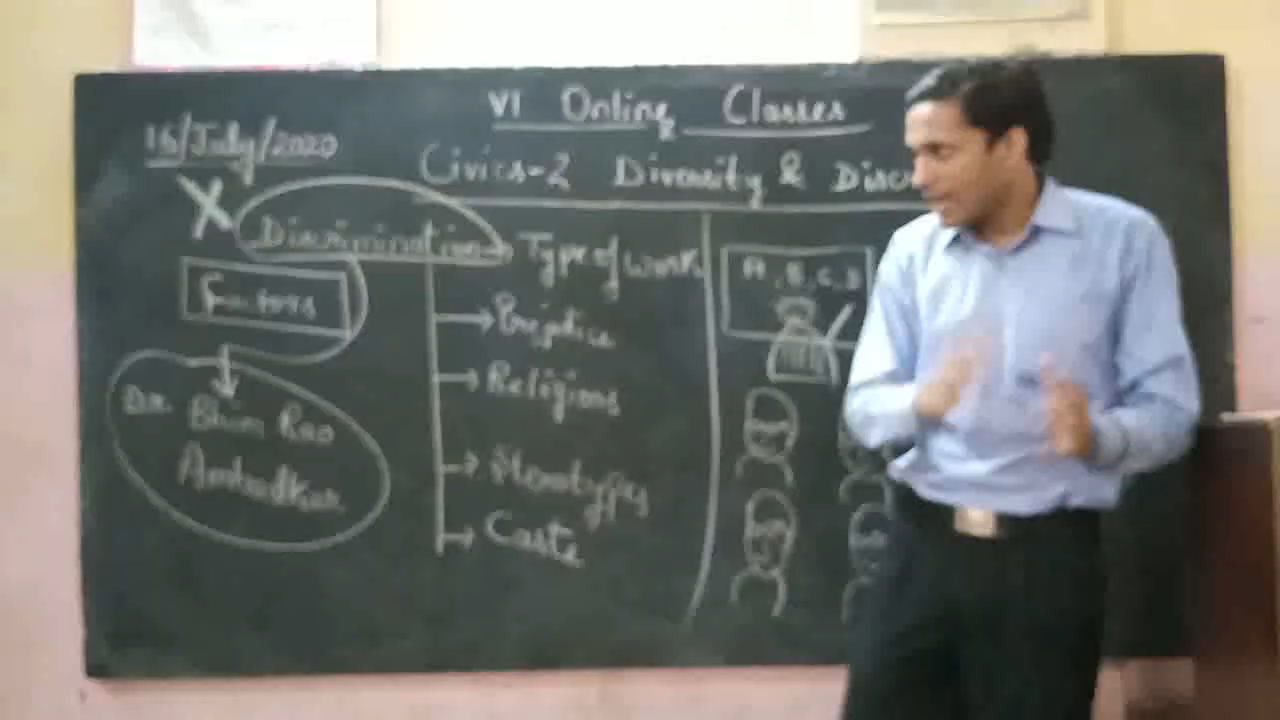 VI Online Classes
16/July/2020
Civics-2 Diversity & Disc
X Discrimination
Type of work
Factors
Prejudice
Religions
Dr. Bhim Rao
Ambedkar
Stereotypes
Caste
A, B, C, D